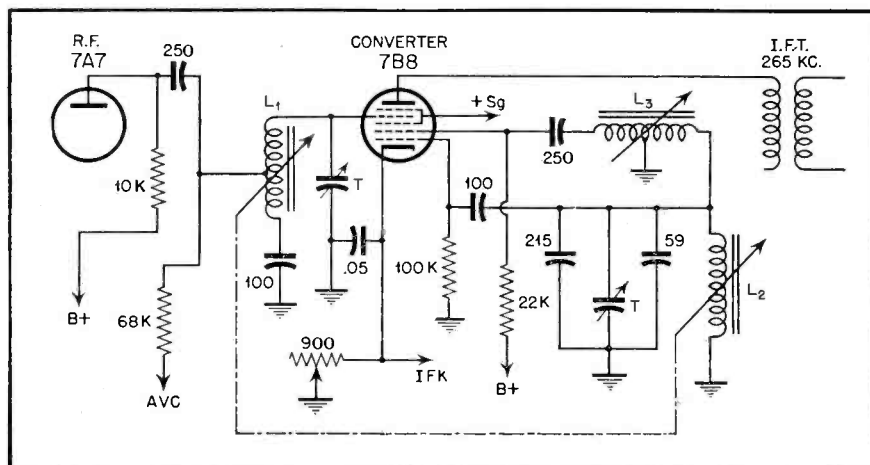 R.F.
7A7
250
CONVERTER
7B8
I.F.T.
265 KC.
L1
+Sg
L3
250
10K
T
100
100
.05
100K
215
T
59
22K
L2
B+
68K
900
IFK
B+
AVC